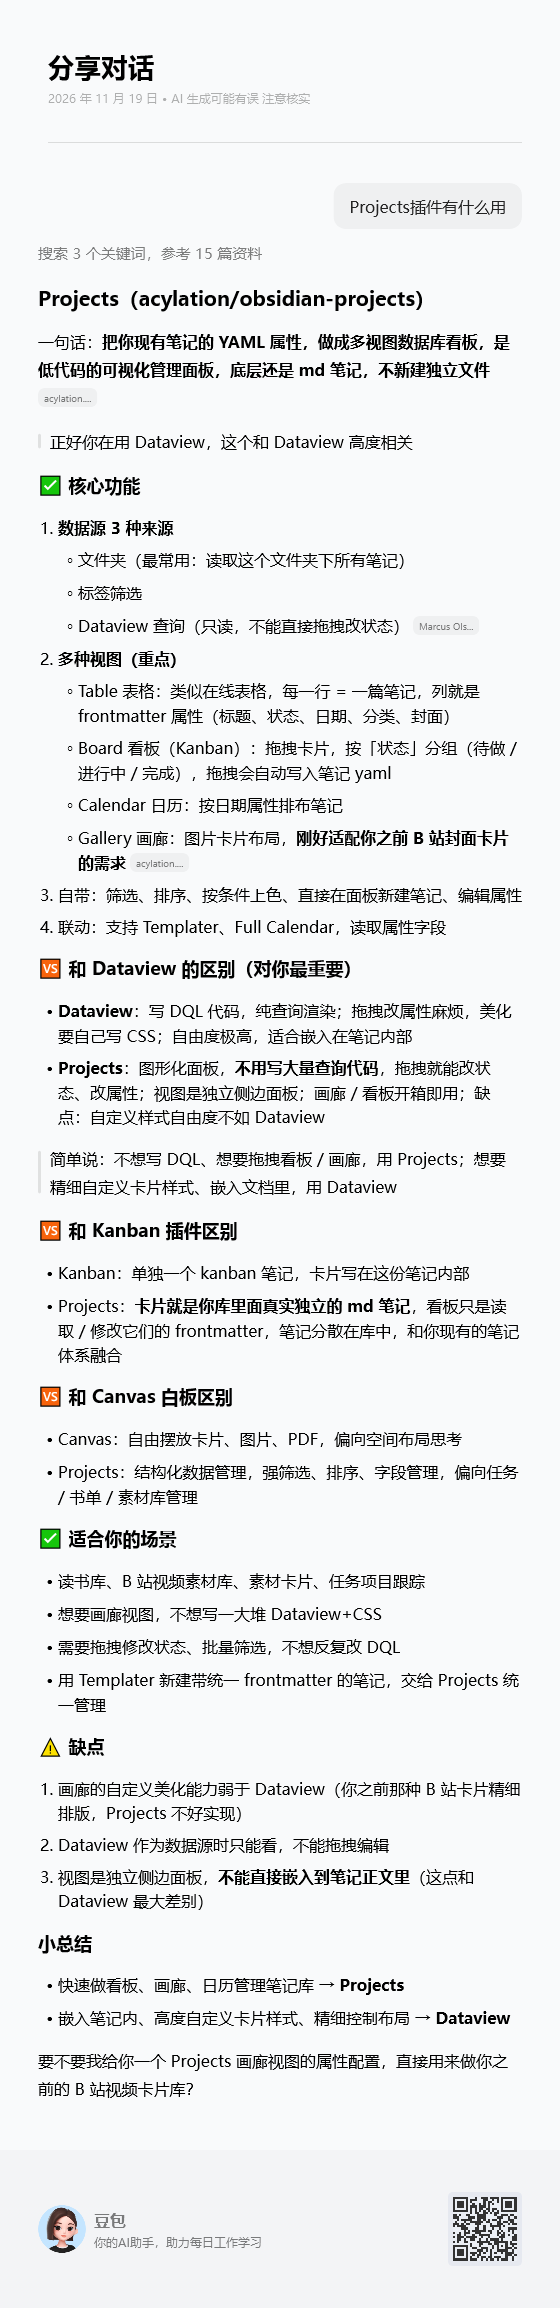 分享对话
2026 年 11 月 19 日 • AI 生成可能有误 注意核实
Projects插件有什么用
搜索 3 个关键词，参考 15 篇资料
Projects（acylation/obsidian-projects）
一句话：把你现有笔记的 YAML 属性，做成多视图数据库看板，是
低代码的可视化管理面板，底层还是 md 笔记，不新建独立文件
acylation....
正好你在用 Dataview，这个和 Dataview 高度相关
✅ 核心功能
1. 数据源 3 种来源
◦ 文件夹（最常用：读取这个文件夹下所有笔记）
◦ 标签筛选
◦ Dataview 查询（只读，不能直接拖拽改状态） Marcus Ols...
2. 多种视图（重点）
◦ Table 表格：类似在线表格，每一行 = 一篇笔记，列就是
frontmatter 属性（标题、状态、日期、分类、封面）
◦ Board 看板（Kanban）：拖拽卡片，按「状态」分组（待做 /
进行中 / 完成），拖拽会自动写入笔记 yaml
◦ Calendar 日历：按日期属性排布笔记
◦ Gallery 画廊：图片卡片布局，刚好适配你之前 B 站封面卡片
的需求 acylation....
3. 自带：筛选、排序、按条件上色、直接在面板新建笔记、编辑属性
4. 联动：支持 Templater、Full Calendar，读取属性字段
🆚 和 Dataview 的区别（对你最重要）
• Dataview：写 DQL 代码，纯查询渲染；拖拽改属性麻烦，美化
要自己写 CSS；自由度极高，适合嵌入在笔记内部
• Projects：图形化面板，不用写大量查询代码，拖拽就能改状
态、改属性；视图是独立侧边面板；画廊 / 看板开箱即用；缺
点：自定义样式自由度不如 Dataview
简单说：不想写 DQL、想要拖拽看板 / 画廊，用 Projects；想要
精细自定义卡片样式、嵌入文档里，用 Dataview
🆚 和 Kanban 插件区别
• Kanban：单独一个 kanban 笔记，卡片写在这份笔记内部
• Projects：卡片就是你库里面真实独立的 md 笔记，看板只是读
取 / 修改它们的 frontmatter，笔记分散在库中，和你现有的笔记
体系融合
🆚 和 Canvas 白板区别
• Canvas：自由摆放卡片、图片、PDF，偏向空间布局思考
• Projects：结构化数据管理，强筛选、排序、字段管理，偏向任务
/ 书单 / 素材库管理
✅ 适合你的场景
• 读书库、B 站视频素材库、素材卡片、任务项目跟踪
• 想要画廊视图，不想写一大堆 Dataview+CSS
• 需要拖拽修改状态、批量筛选，不想反复改 DQL
• 用 Templater 新建带统一 frontmatter 的笔记，交给 Projects 统
一管理
⚠️ 缺点
1. 画廊的自定义美化能力弱于 Dataview（你之前那种 B 站卡片精细
排版，Projects 不好实现）
2. Dataview 作为数据源时只能看，不能拖拽编辑
3. 视图是独立侧边面板，不能直接嵌入到笔记正文里（这点和
Dataview 最大差别）
小总结
• 快速做看板、画廊、日历管理笔记库 → Projects
• 嵌入笔记内、高度自定义卡片样式、精细控制布局 → Dataview
要不要我给你一个 Projects 画廊视图的属性配置，直接用来做你之
前的 B 站视频卡片库？
豆包
你的AI助手，助力每日工作学习